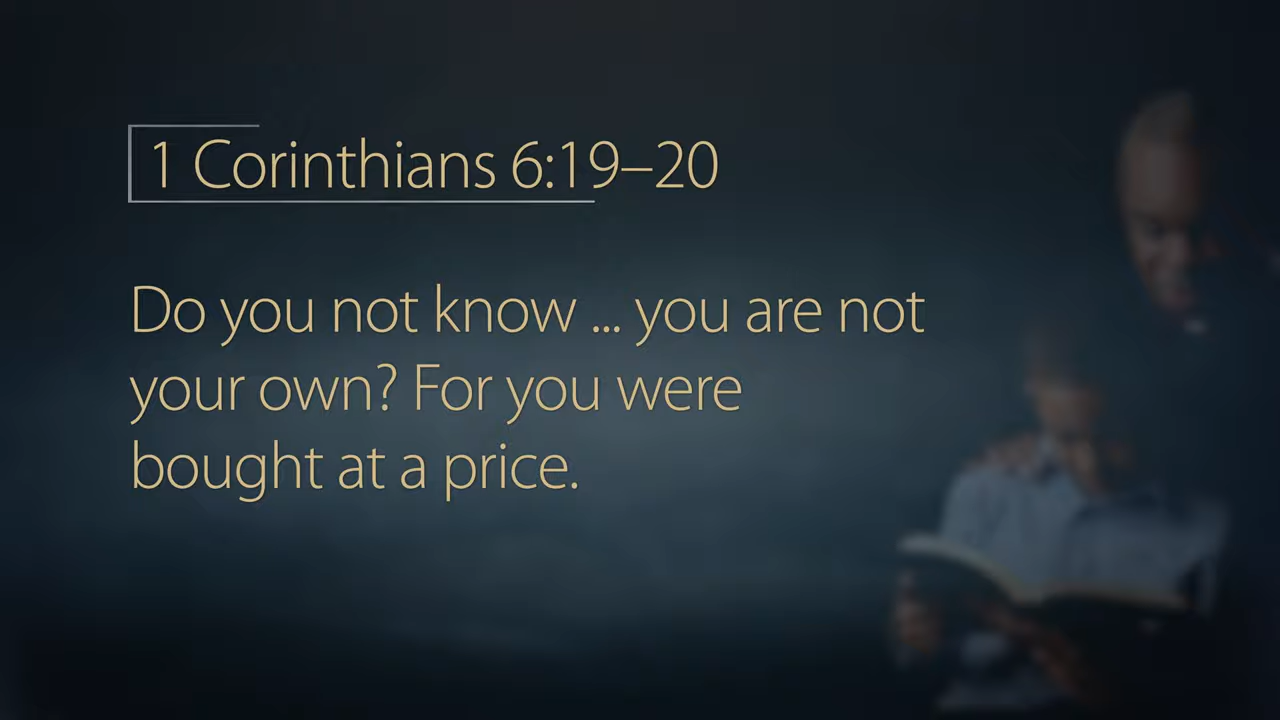 1 Corinthians 6:19–20
Do you not know ... you are not
your own? For you were
bought at a price.